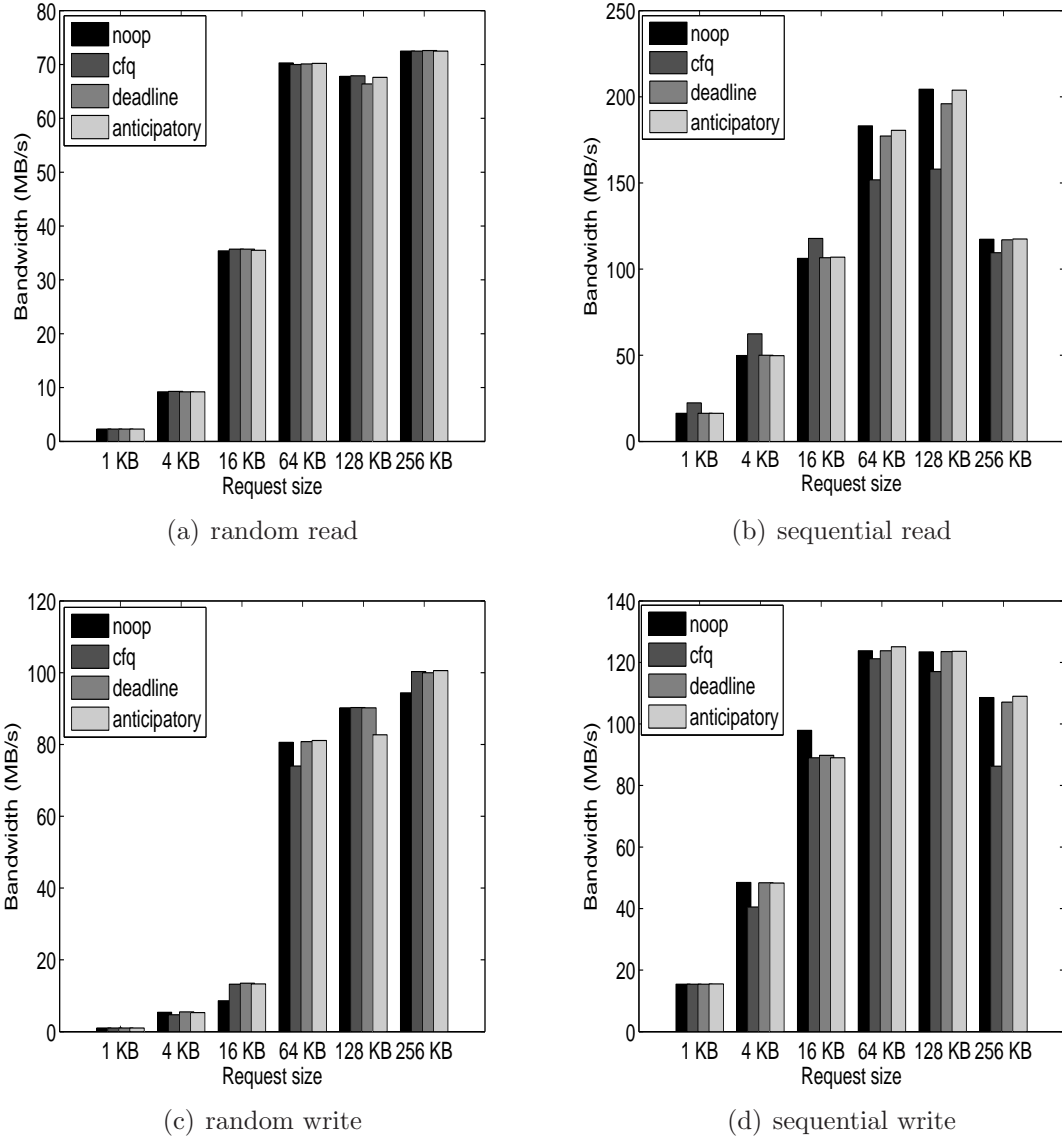 80
70
60
50
40
30
20
10
0
Bandwidth (MB/s)
noop
cfq
deadline
anticipatory
1 KB 4 KB 16 KB 64 KB 128 KB 256 KB
Request size
(a) random read
250
200
150
100
50
0
Bandwidth (MB/s)
noop
cfq
deadline
anticipatory
1 KB 4 KB 16 KB 64 KB 128 KB 256 KB
Request size
(b) sequential read
120
100
80
60
40
20
0
Bandwidth (MB/s)
noop
cfq
deadline
anticipatory
1 KB 4 KB 16 KB 64 KB 128 KB 256 KB
Request size
(c) random write
140
120
100
80
60
40
20
0
Bandwidth (MB/s)
noop
cfq
deadline
anticipatory
1 KB 4 KB 16 KB 64 KB 128 KB 256 KB
Request size
(d) sequential write